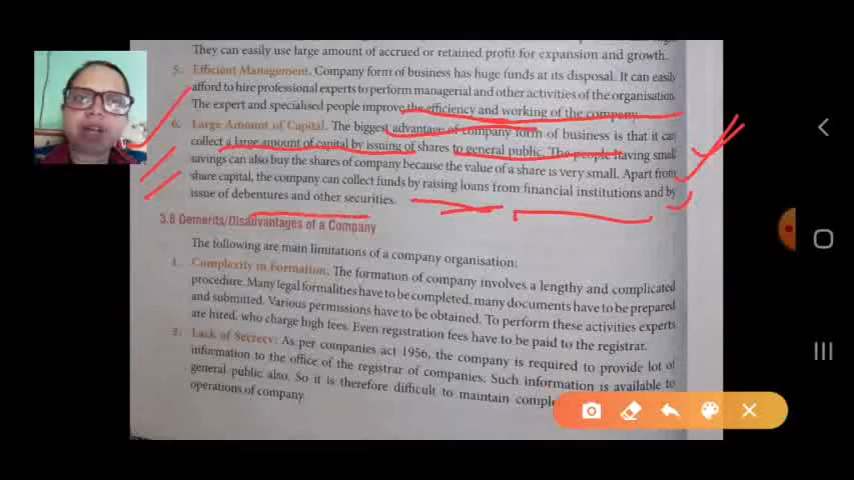 They can easily use large amount of accrued or retained profit for expansion and growth.
5. Efficient Management. Company form of business has huge funds at its disposal. It can easily
afford to hire professional experts to perform managerial and other activities of the organisation.
The expert and specialised people improve the efficiency and working of the company.
6. Large Amount of Capital. The biggest advantage of company form of business is that it can
collect a large amount of capital by issuing of shares to general public. The people having small
savings can also buy the shares of company because the value of a share is very small. Apart from
share capital, the company can collect funds by raising loans from financial institutions and by
issue of debentures and other securities.
3.8 Demerits/Disadvantages of a Company
The following are main limitations of a company organisation:
1. Complexity in Formation. The formation of company involves a lengthy and complicated
procedure. Many legal formalities have to be completed, many documents have to be prepared
and submitted. Various permissions have to be obtained. To perform these activities experts
are hired, who charge high fees. Even registration fees have to be paid to the registrar.
2. Lack of Secrecy: As per companies act 1956, the company is required to provide lot of
information to the office of the registrar of companies. Such information is available to
general public also. So it is therefore difficult to maintain
operations of company.